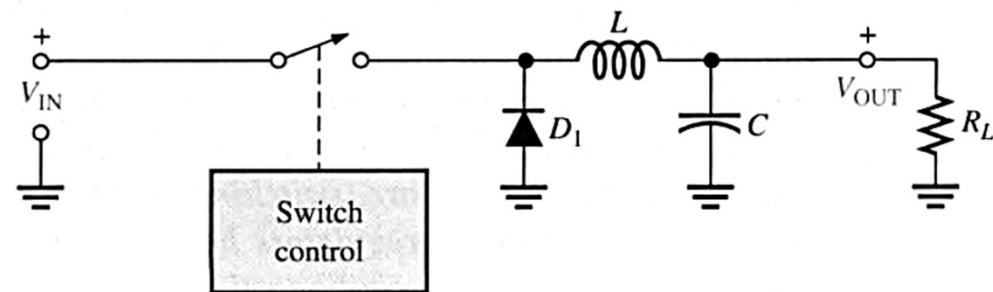 +
V_IN
L
+
V_OUT
D_1
C
R_L
Switch
control